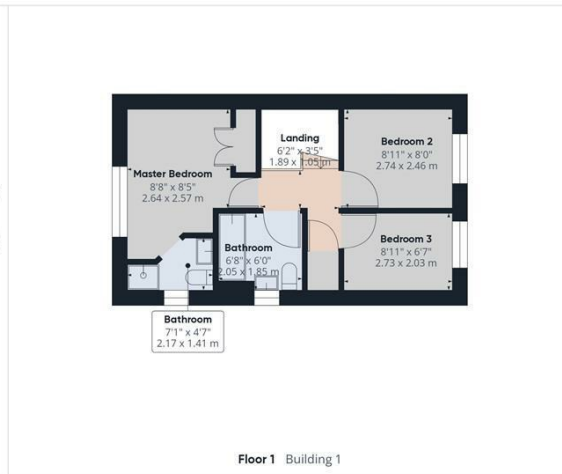 Landing
6'2" x 3'5"
1.89 x 1.05 m
Bedroom 2
8'11" x 8'0"
2.74 x 2.46 m
Master Bedroom
8'8" x 8'5"
2.64 x 2.57 m
Bedroom 3
8'11" x 6'7"
2.73 x 2.03 m
Bathroom
6'8" x 6'0"
2.05 x 1.85 m
Bathroom
7'1" x 4'7"
2.17 x 1.41 m
Floor 1 Building 1